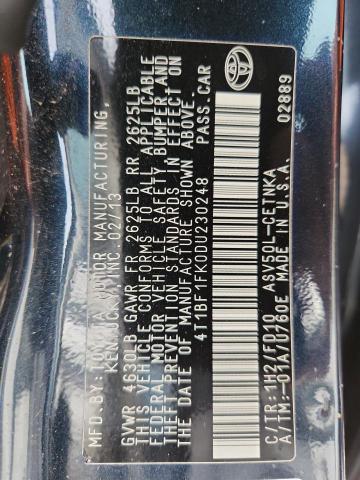 MFD. BY: TOYOTA MOTOR MANUFACTURING,
KENTUCKY, INC. 02/13
GVWR 4630LB GAWR FR 2625LB RR 2625LB
THIS VEHICLE CONFORMS TO ALL APPLICABLE
FEDERAL MOTOR VEHICLE SAFETY, BUMPER, AND
THEFT PREVENTION STANDARDS IN EFFECT ON
THE DATE OF MANUFACTURE SHOWN ABOVE.
4T1BF1FK0DU230248 PASS.CAR
C/TR: 1H2/FD10 ASV50L-CETNKA
A/TM: -01A/U760E MADE IN U.S.A.
02889
TOYOTA